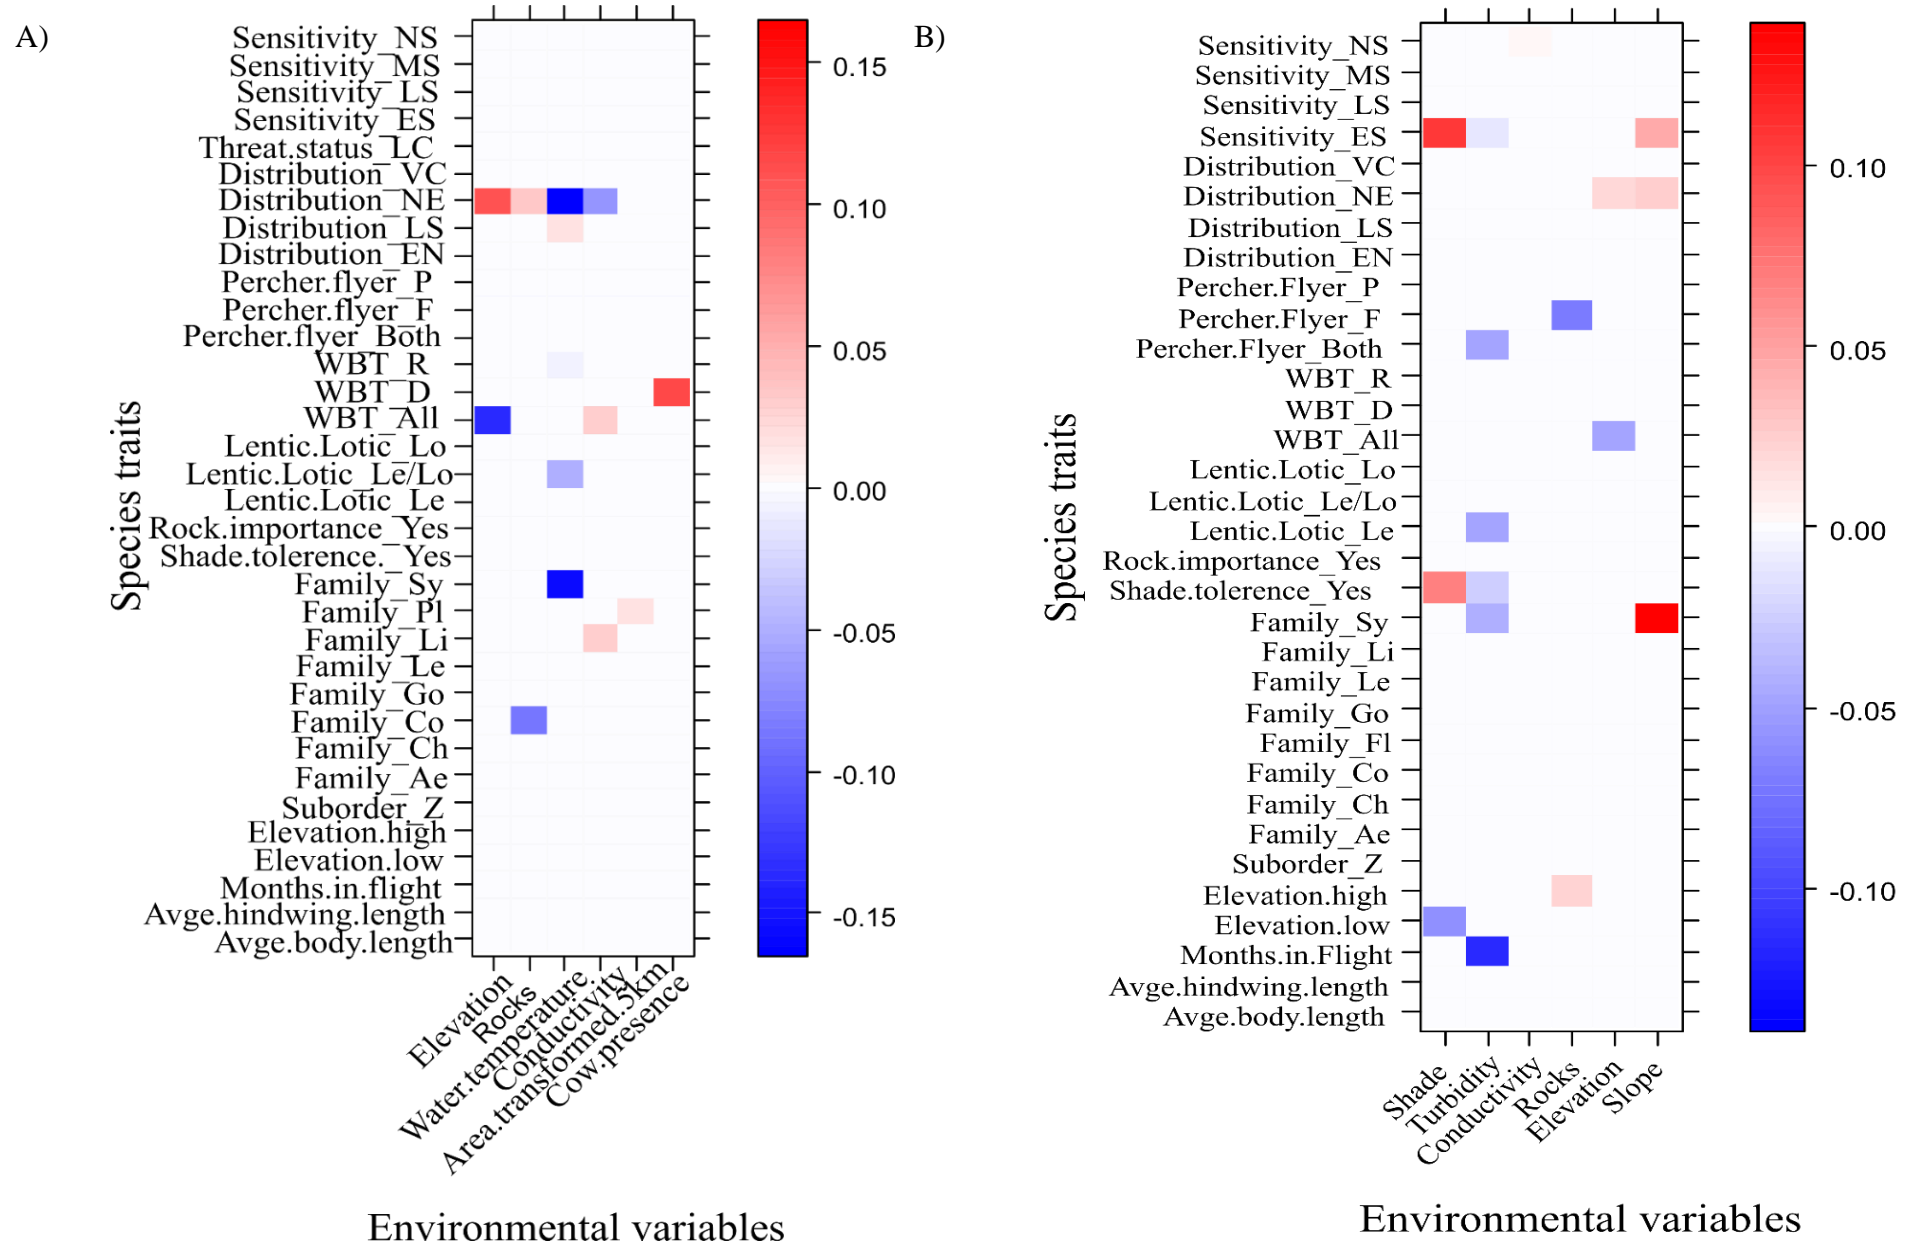 A)
Species traits
Sensitivity_NS
Sensitivity_MS
Sensitivity_LS
Sensitivity_ES
Threat.status_LC
Distribution_VC
Distribution_NE
Distribution_LS
Distribution_EN
Percher.flyer_P
Percher.flyer_F
Percher.flyer_Both
WBT_R
WBT_D
WBT_All
Lentic.Lotic_Lo
Lentic.Lotic_Le/Lo
Lentic.Lotic_Le
Rock.importance_Yes
Shade.tolerence._Yes
Family_Sy
Family_Pl
Family_Li
Family_Le
Family_Go
Family_Co
Family_Ch
Family_Ae
Suborder_Z
Elevation.high
Elevation.low
Months.in.flight
Avge.hindwing.length
Avge.body.length
Elevation
Rocks
Water.temperature
Conductivity
Area.transformed.5km
Cow.presence
Environmental variables
0.15
0.10
0.05
0.00
-0.05
-0.10
-0.15
B)
Species traits
Sensitivity_NS
Sensitivity_MS
Sensitivity_LS
Sensitivity_ES
Distribution_VC
Distribution_NE
Distribution_LS
Distribution_EN
Percher.Flyer_P
Percher.Flyer_F
Percher.Flyer_Both
WBT_R
WBT_D
WBT_All
Lentic.Lotic_Lo
Lentic.Lotic_Le/Lo
Lentic.Lotic_Le
Rock.importance_Yes
Shade.tolerence_Yes
Family_Sy
Family_Li
Family_Le
Family_Go
Family_Fl
Family_Co
Family_Ch
Family_Ae
Suborder_Z
Elevation.high
Elevation.low
Months.in.Flight
Avge.hindwing.length
Avge.body.length
Shade
Turbidity
Conductivity
Rocks
Elevation
Slope
Environmental variables
0.10
0.05
0.00
-0.05
-0.10